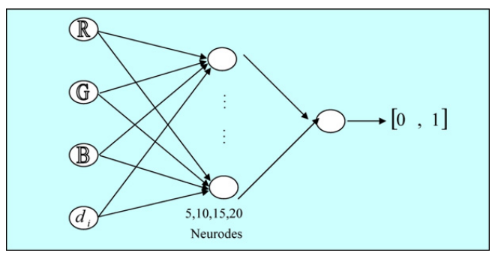 R
G
B
d_i
5,10,15,20
Neurodes
[0 , 1]